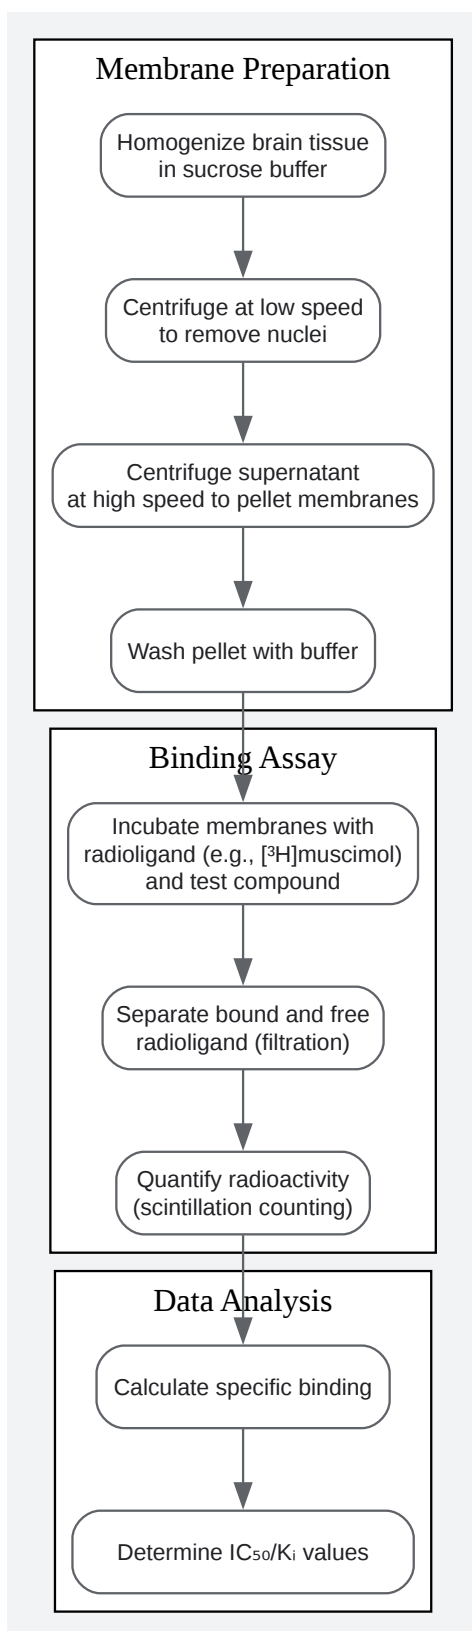 Membrane Preparation
Homogenize brain tissue
in sucrose buffer
Centrifuge at low speed
to remove nuclei
Centrifuge supernatant
at high speed to pellet membranes
Wash pellet with buffer
Binding Assay
Incubate membranes with
radioligand (e.g., [³H]muscimol)
and test compound
Separate bound and free
radioligand (filtration)
Quantify radioactivity
(scintillation counting)
Data Analysis
Calculate specific binding
Determine IC₅₀/Kᵢ values